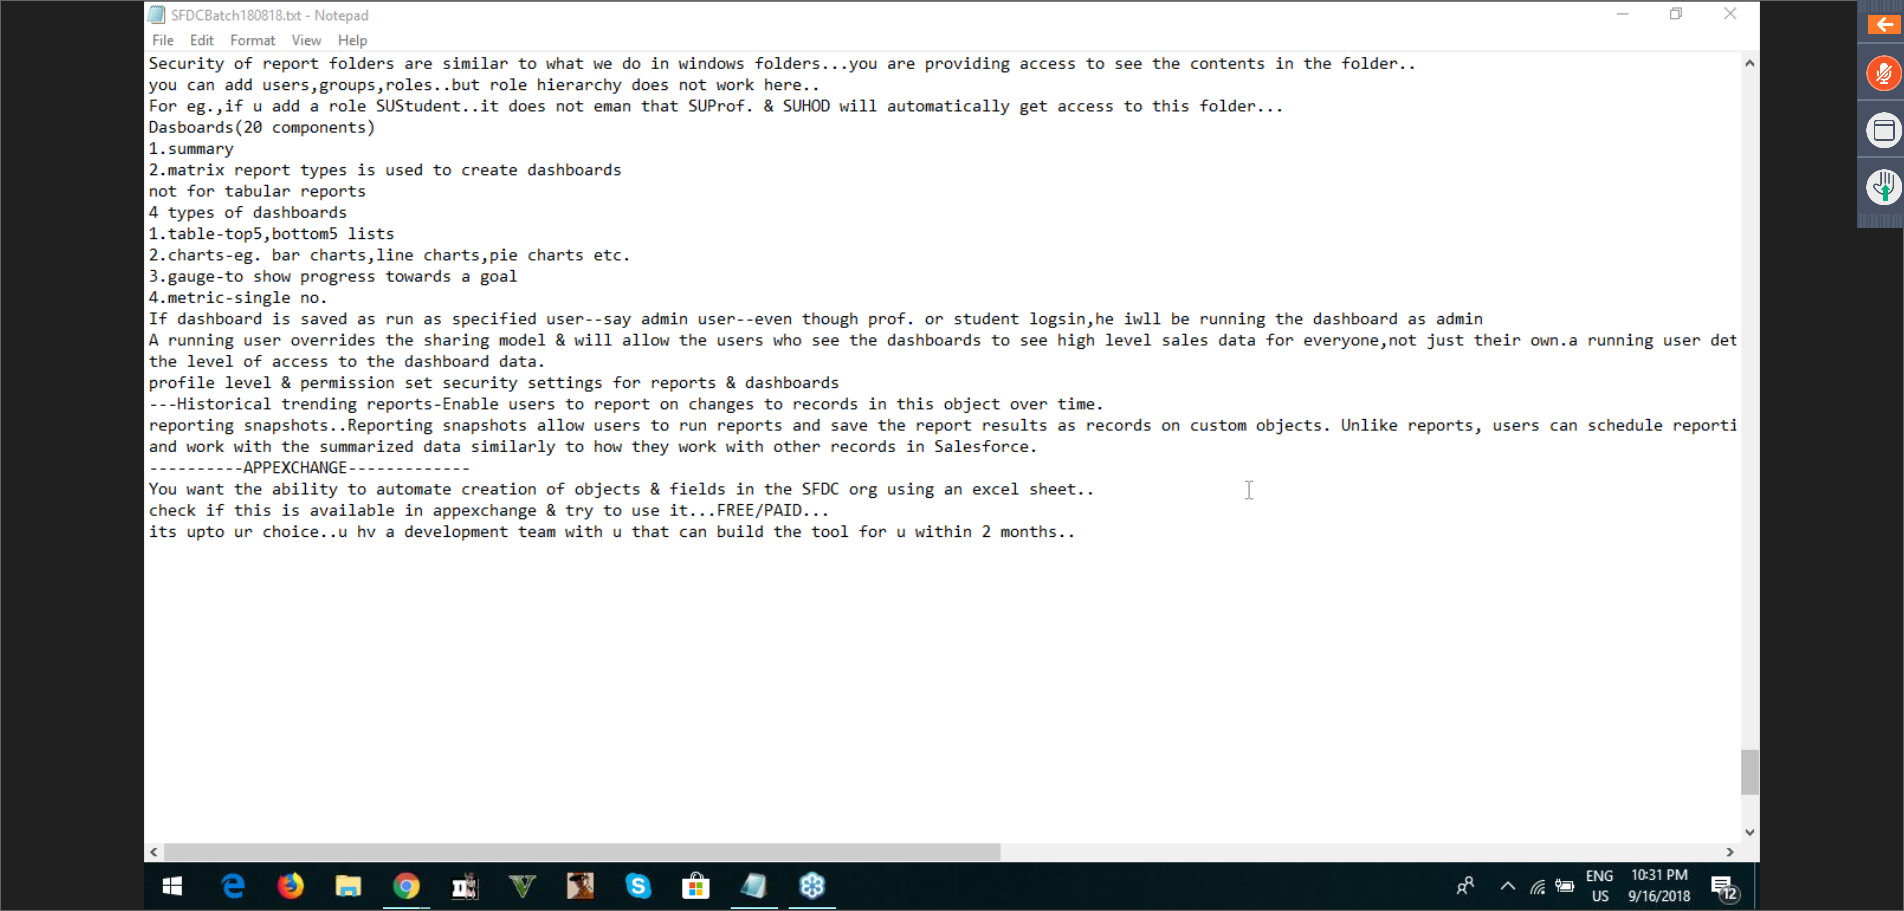 SFDCBatch180818.txt - Notepad
File Edit Format View Help
Security of report folders are similar to what we do in windows folders...you are providing access to see the contents in the folder..
you can add users,groups,roles..but role hierarchy does not work here..
For eg.,if u add a role SUStudent..it does not eman that SUProf. & SUHOD will automatically get access to this folder...
Dasboards(20 components)
1.summary
2.matrix report types is used to create dashboards
not for tabular reports
4 types of dashboards
1.table-top5,bottom5 lists
2.charts-eg. bar charts,line charts,pie charts etc.
3.gauge-to show progress towards a goal
4.metric-single no.
If dashboard is saved as run as specified user--say admin user--even though prof. or student logsin,he iwll be running the dashboard as admin
A running user overrides the sharing model & will allow the users who see the dashboards to see high level sales data for everyone,not just their own.a running user det
the level of access to the dashboard data.
profile level & permission set security settings for reports & dashboards
---Historical trending reports-Enable users to report on changes to records in this object over time.
reporting snapshots..Reporting snapshots allow users to run reports and save the report results as records on custom objects. Unlike reports, users can schedule reporti
and work with the summarized data similarly to how they work with other records in Salesforce.
----------APPEXCHANGE-------------
You want the ability to automate creation of objects & fields in the SFDC org using an excel sheet..
check if this is available in appexchange & try to use it...FREE/PAID...
its upto ur choice..u hv a development team with u that can build the tool for u within 2 months..
ENG 10:31 PM
US 9/16/2018
12